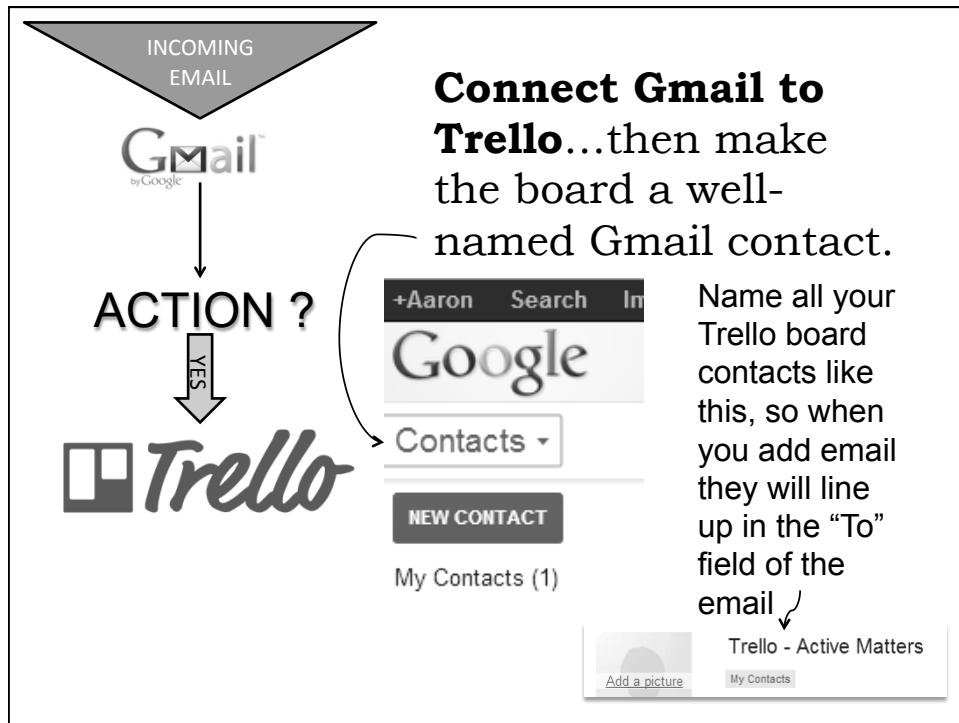 INCOMING
EMAIL
Gmail™
by Google
ACTION ?
YES
Trello
Connect Gmail to
Trello...then make
the board a well-
named Gmail contact.
+Aaron Search Im
Google
Contacts
NEW CONTACT
My Contacts (1)
Name all your
Trello board
contacts like
this, so when
you add email
they will line
up in the “To”
field of the
email
Add a picture
Trello - Active Matters
My Contacts